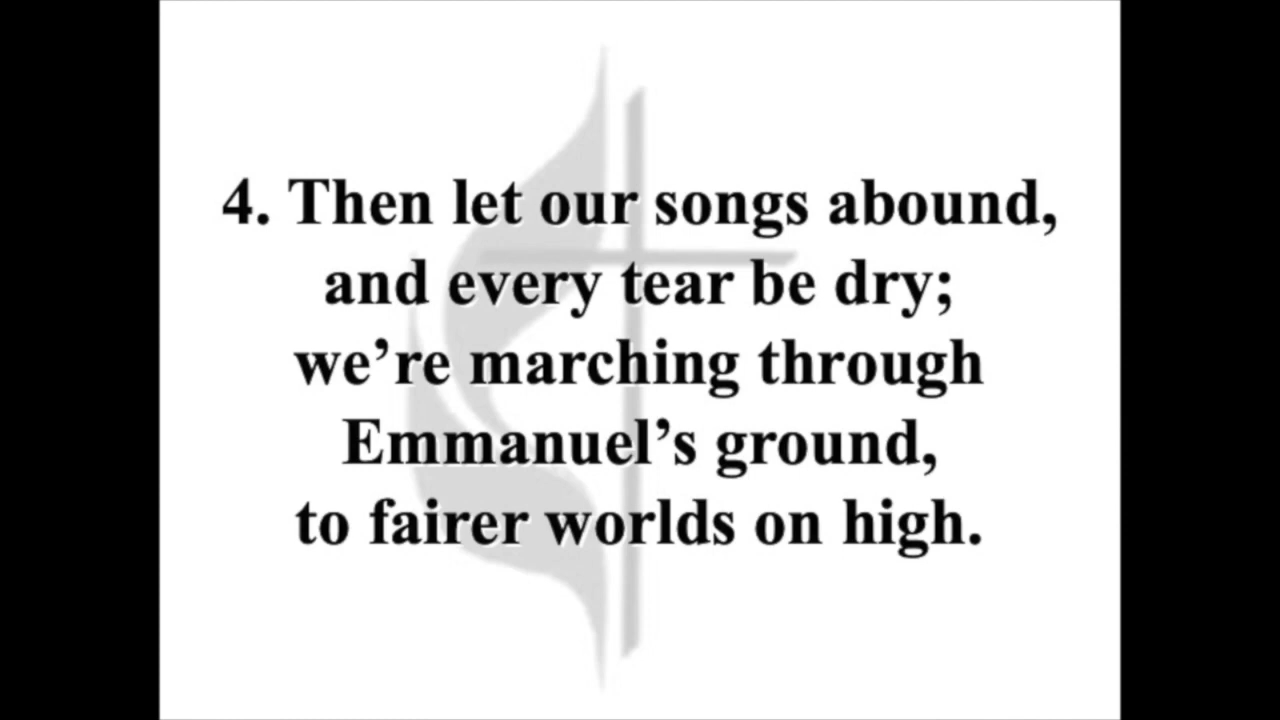 4. Then let our songs abound,
and every tear be dry;
we’re marching through
Emmanuel’s ground,
to fairer worlds on high.